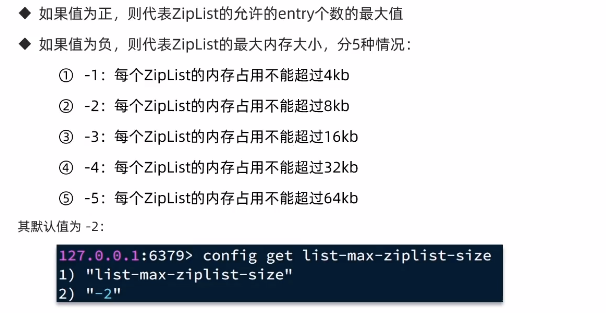 ◆ 如果值为正，则代表ZipList的允许的entry个数的最大值
◆ 如果值为负，则代表ZipList的最大内存大小，分5种情况：
① -1：每个ZipList的内存占用不能超过4kb
② -2：每个ZipList的内存占用不能超过8kb
③ -3：每个ZipList的内存占用不能超过16kb
④ -4：每个ZipList的内存占用不能超过32kb
⑤ -5：每个ZipList的内存占用不能超过64kb
其默认值为 -2：
127.0.0.1:6379> config get list-max-ziplist-size
1) "list-max-ziplist-size"
2) "-2"